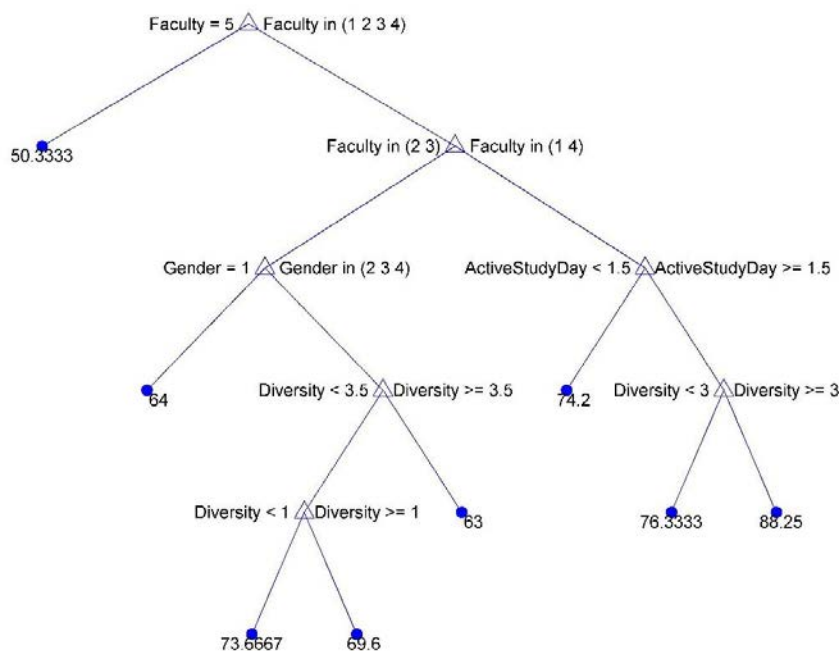 Faculty = 5 Faculty in (1 2 3 4)
50.3333
Faculty in (2 3) Faculty in (1 4)
Gender = 1 Gender in (2 3 4)
ActiveStudyDay < 1.5 ActiveStudyDay >= 1.5
64
Diversity < 3.5 Diversity >= 3.5
74.2
Diversity < 3 Diversity >= 3
Diversity < 1 Diversity >= 1
63
76.3333
88.25
73.6667
69.6